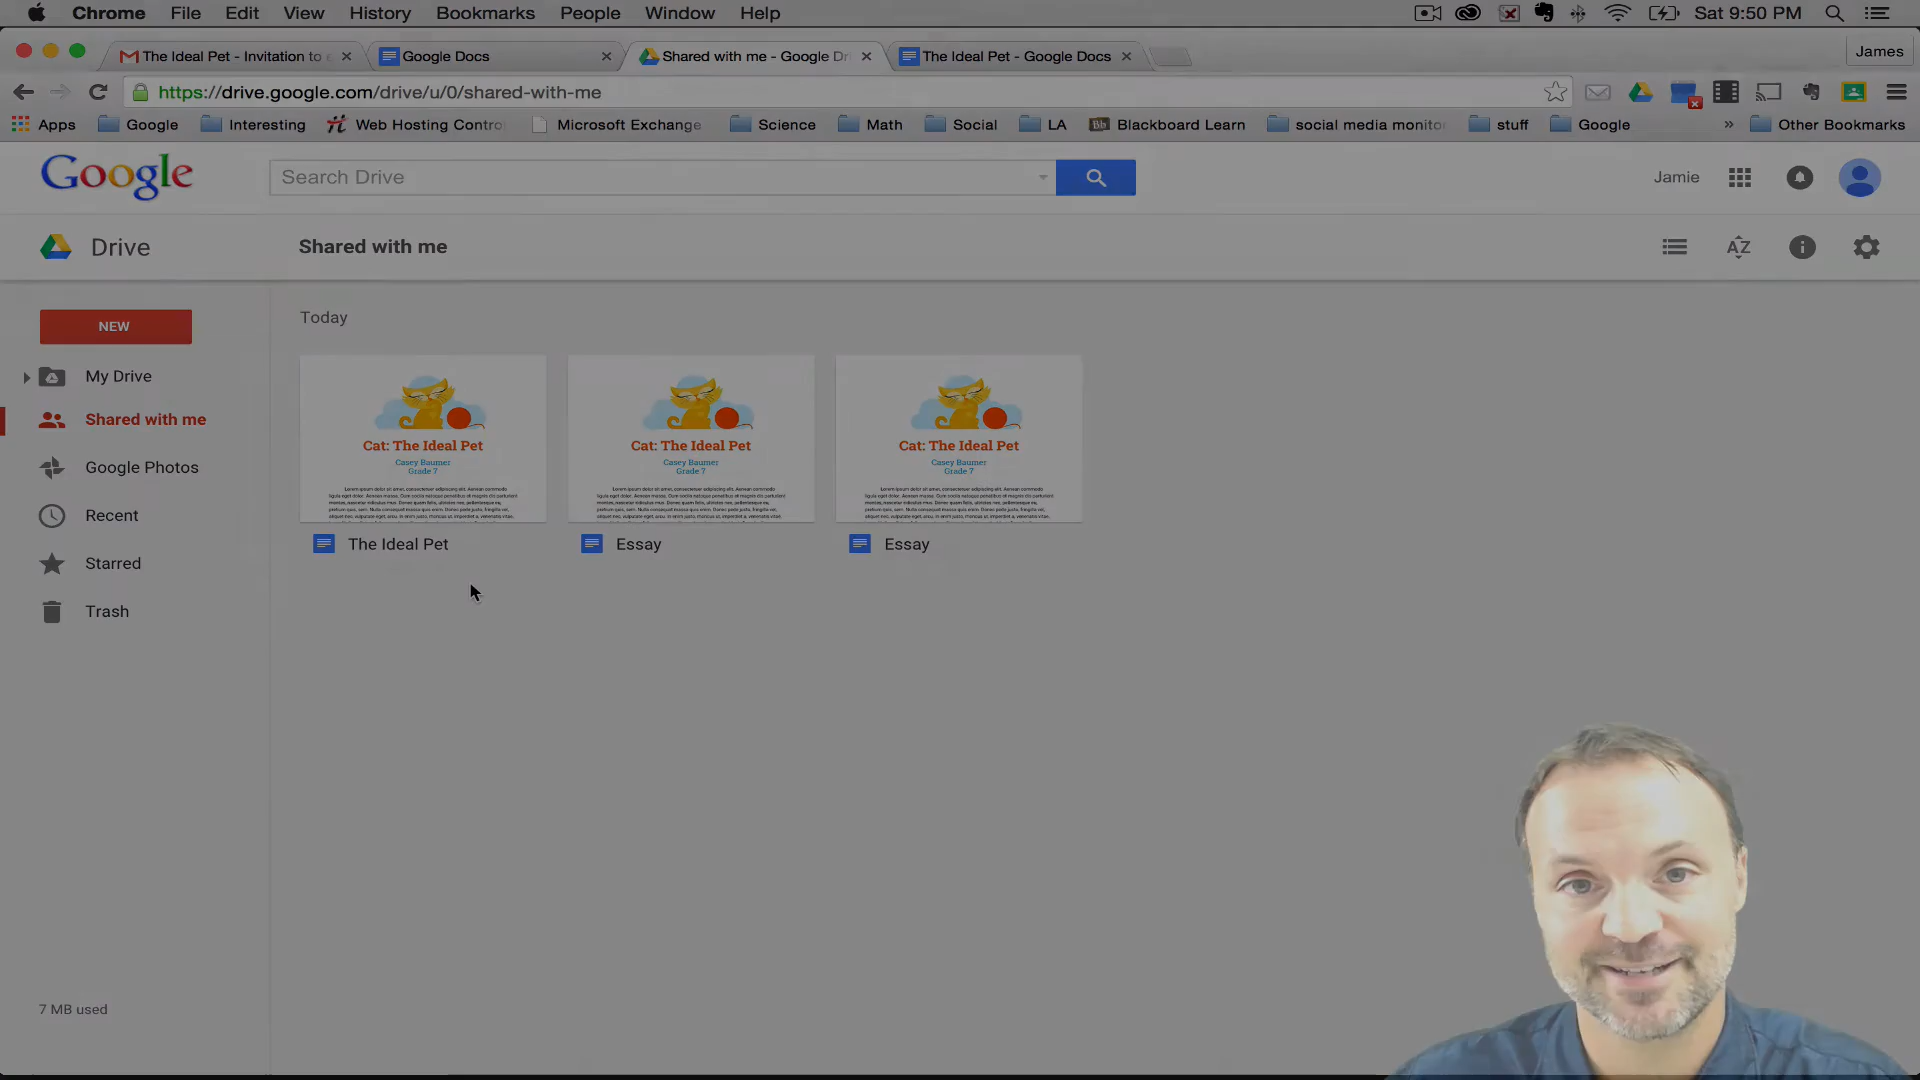 Chrome File Edit View History Bookmarks People Window Help Sat 9:50 PM
The Ideal Pet - Invitation to Google Docs Shared with me - Google Dr The Ideal Pet - Google Docs James
https://drive.google.com/drive/u/0/shared-with-me
Apps Google Interesting Web Hosting Contro Microsoft Exchange Science Math Social LA Bb Blackboard Learn social media monito stuff Google » Other Bookmarks
Google Search Drive Jamie
Drive Shared with me AZ
NEW
My Drive
Shared with me
Google Photos
Recent
Starred
Trash
7 MB used
Today
Cat: The Ideal Pet
Casey Baumer
Grade 7
The Ideal Pet
Cat: The Ideal Pet
Casey Baumer
Grade 7
Essay
Cat: The Ideal Pet
Casey Baumer
Grade 7
Essay